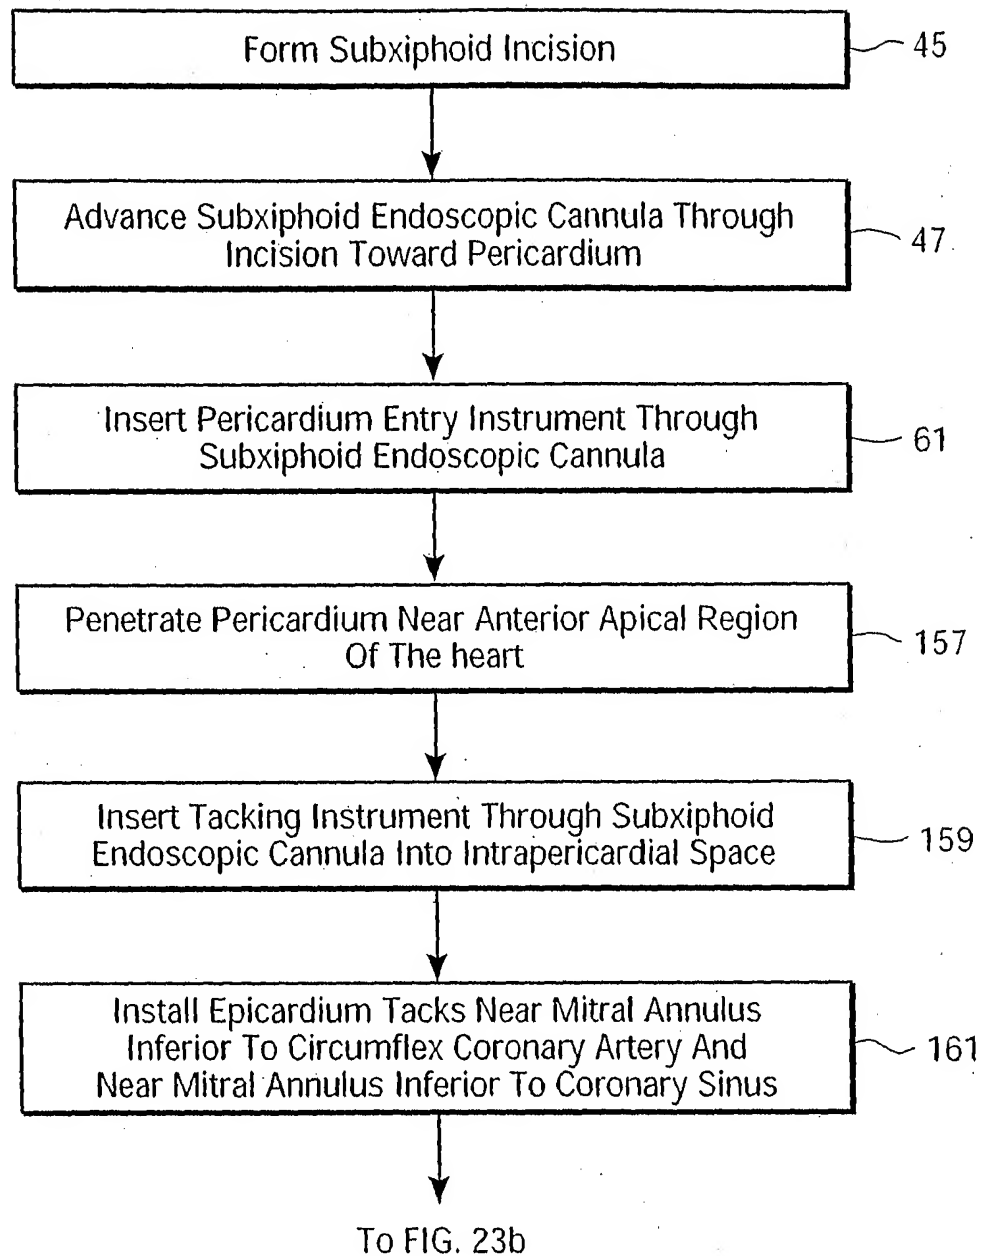 Form Subxiphoid Incision
45
Advance Subxiphoid Endoscopic Cannula Through
Incision Toward Pericardium
47
Insert Pericardium Entry Instrument Through
Subxiphoid Endoscopic Cannula
61
Penetrate Pericardium Near Anterior Apical Region
Of The heart
157
Insert Tacking Instrument Through Subxiphoid
Endoscopic Cannula Into Intrapericardial Space
159
Install Epicardium Tacks Near Mitral Annulus
Inferior To Circumflex Coronary Artery And
Near Mitral Annulus Inferior To Coronary Sinus
161
To FIG. 23b